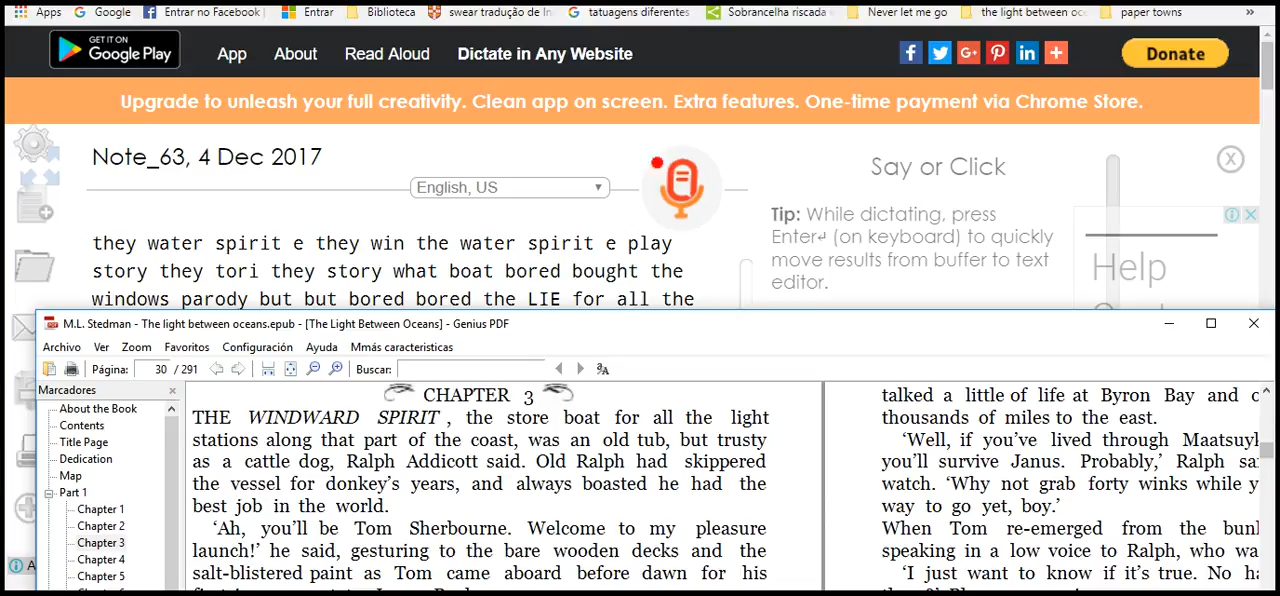 Apps Google Entrar no Facebook Entrar Biblioteca swear tradução de In tatuagens diferentes Sobrancelha riscada Never let me go the light between oce paper towns »
GET IT ON
Google Play App About Read Aloud Dictate in Any Website Donate
Upgrade to unleash your full creativity. Clean app on screen. Extra features. One-time payment via Chrome Store.
Note_63, 4 Dec 2017
English, US
they water spirit e they win the water spirit e play
story they tori they story what boat bored bought the
windows parody but but bored bored the LIE for all the
Say or Click
X
Tip: While dictating, press
Enter↵ (on keyboard) to quickly
move results from buffer to text
editor.
Help
M.L. Stedman - The light between oceans.epub - [The Light Between Oceans] - Genius PDF
Archivo Ver Zoom Favoritos Configuración Ayuda Mmás características
Página: 30 / 291 Buscar:
Marcadores
About the Book
Contents
Title Page
Dedication
Map
Part 1
Chapter 1
Chapter 2
Chapter 3
Chapter 4
Chapter 5
CHAPTER 3
THE WINDWARD SPIRIT , the store boat for all the light
stations along that part of the coast, was an old tub, but trusty
as a cattle dog, Ralph Addicott said. Old Ralph had skippered
the vessel for donkey's years, and always boasted he had the
best job in the world.
‘Ah, you’ll be Tom Sherbourne. Welcome to my pleasure
launch!’ he said, gesturing to the bare wooden decks and the
salt-blistered paint as Tom came aboard before dawn for his
talked a little of life at Byron Bay and
thousands of miles to the east.
‘Well, if you’ve lived through Maatsuyk
you’ll survive Janus. Probably,’ Ralph sa
watch. ‘Why not grab forty winks while y
way to go yet, boy.’
When Tom re-emerged from the bun
speaking in a low voice to Ralph, who wa
‘I just want to know if it’s true. No ha